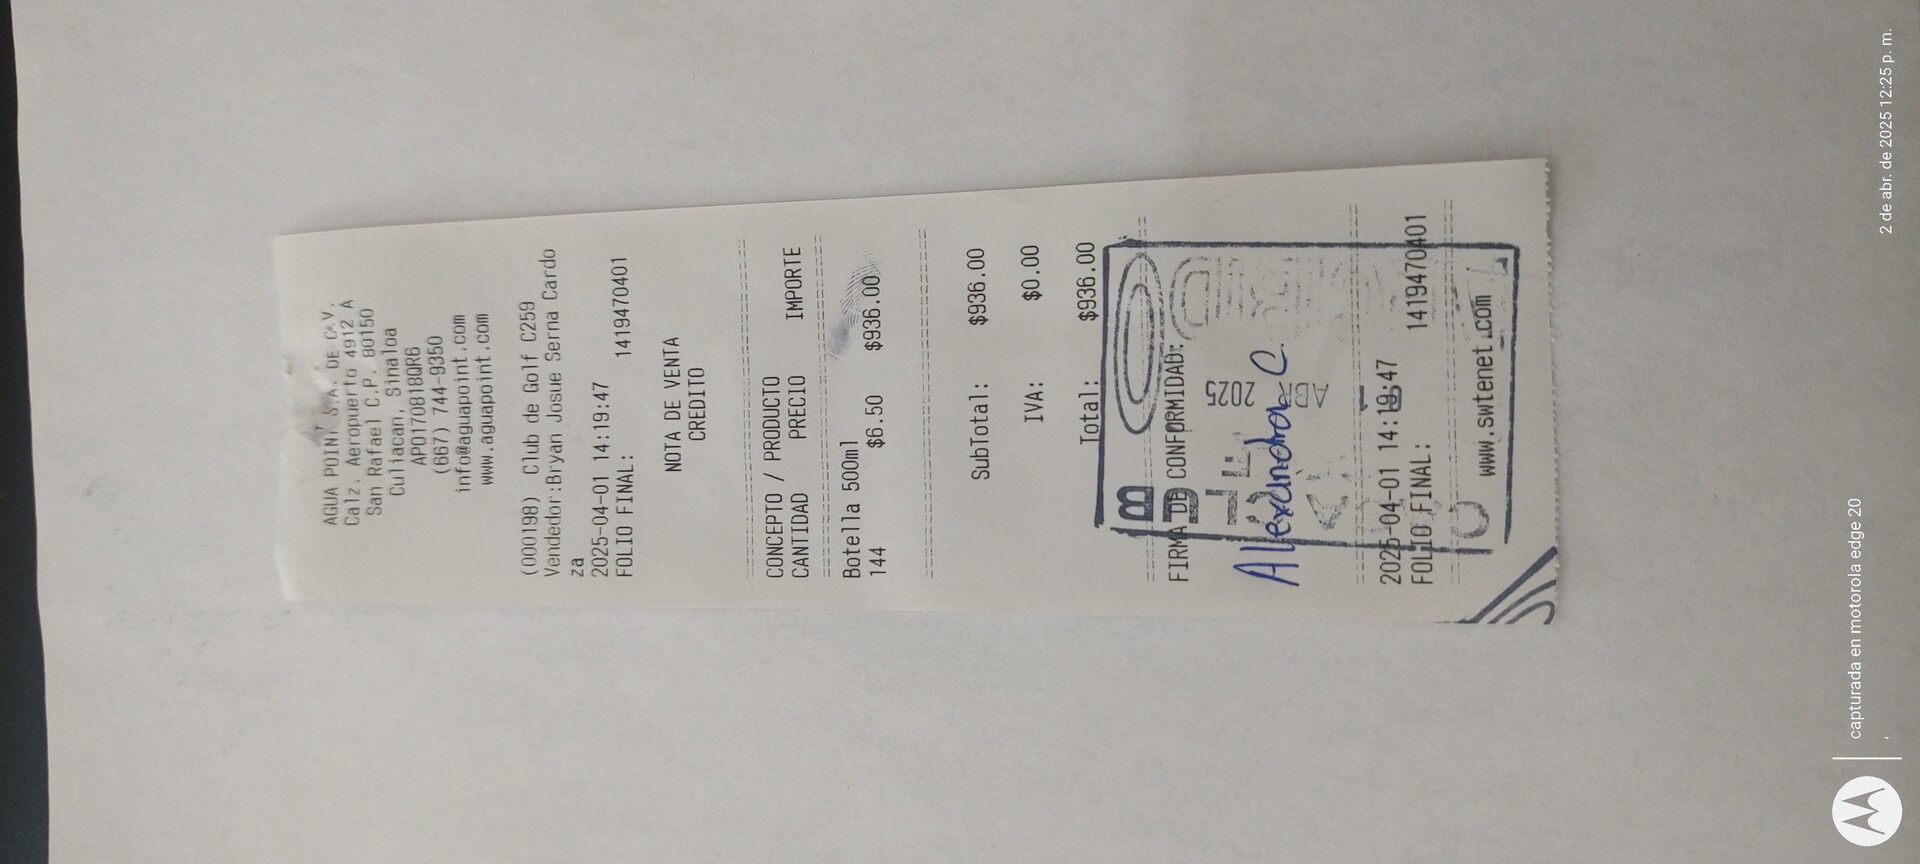 AGUA POINT S.A. DE C.V.
Calz. Aeropuerto 4912 A
San Rafael C.P. 80150
Culiacan, Sinaloa
APO170818QR6
(667) 744-9350
info@aguapoint.com
www.aguapoint.com
(000198) Club de Golf C259
Vendedor:Bryan Josue Serna Cardo
za
2025-04-01 14:19:47
FOLIO FINAL: 1419470401
NOTA DE VENTA
CREDITO
CONCEPTO / PRODUCTO
CANTIDAD PRECIO IMPORTE
Botella 500ml
144 $6.50 $936.00
SubTotal: $936.00
IVA: $0.00
Total: $936.00
FIRMA DE CONFORMIDAD:
ABR 2025
Alexandra C.
2025-04-01 14:19:47
FOLIO FINAL: 1419470401
www.swtenet.com
capturada en motorola edge 20
2 de abr. de 2025 12:25 p. m.